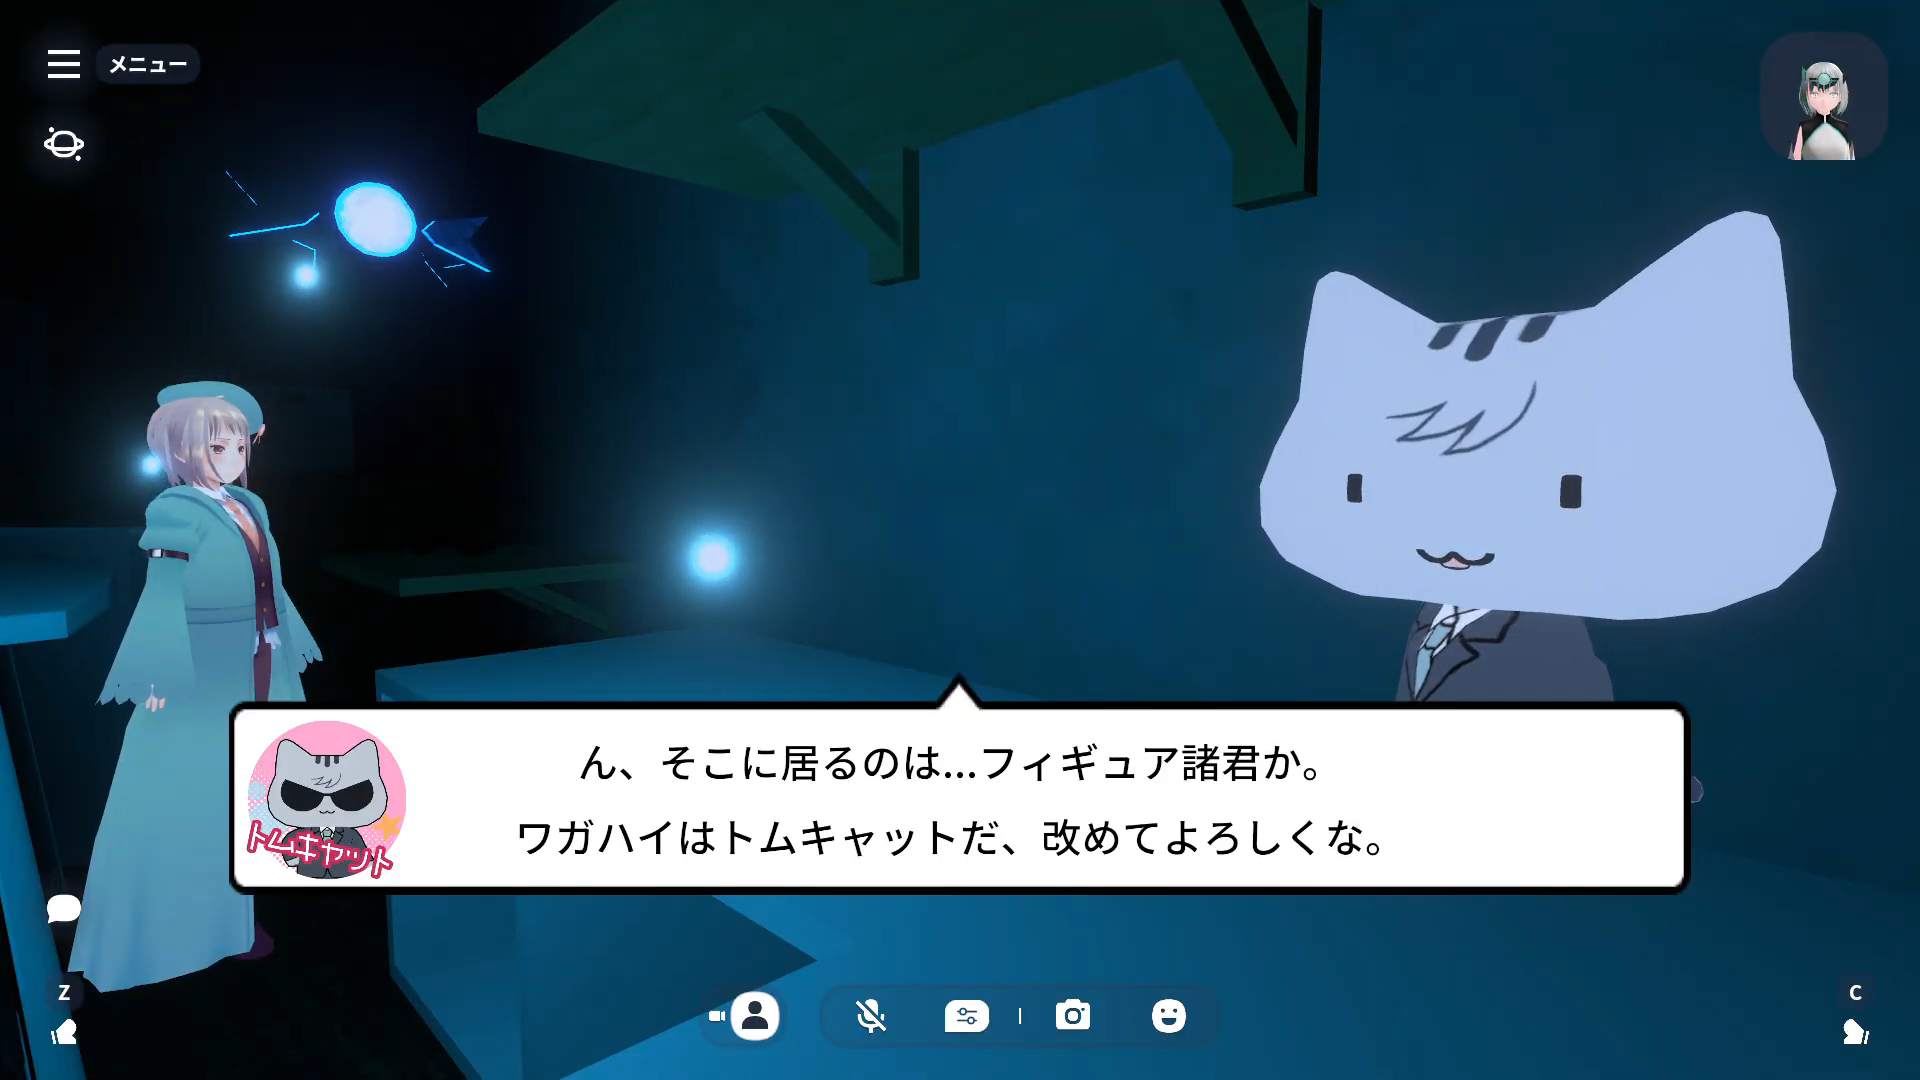 メニュー
ん、そこに居るのは...フィギュア諸君か。
ワガハイはトムキャットだ、改めてよろしくな。
トムキャット
Z
C